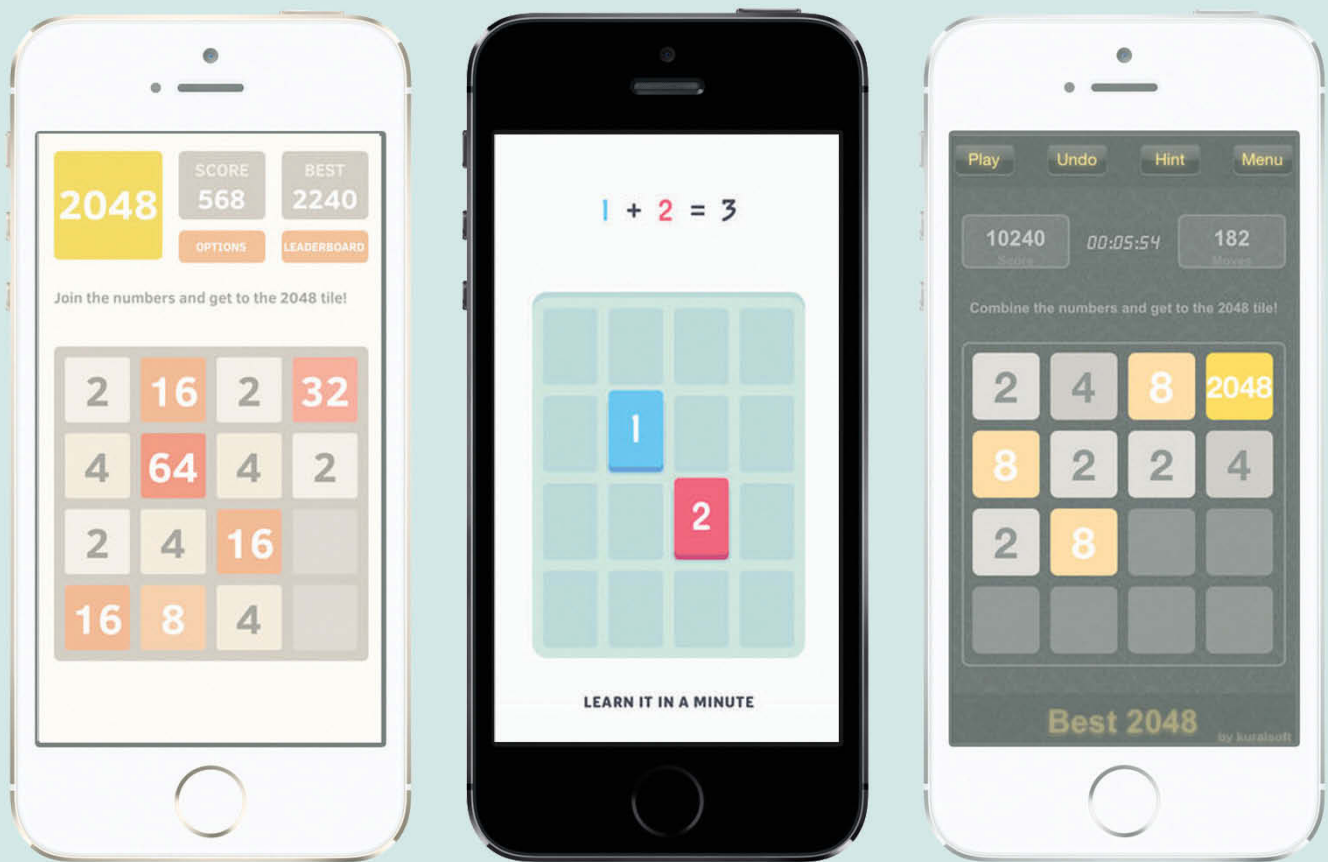 2048
SCORE
568
BEST
2240
OPTIONS
LEADERBOARD
Join the numbers and get to the 2048 tile!
2 16 2 32
4 64 4 2
2 4 16
16 8 4
1 + 2 = 3
1
2
LEARN IT IN A MINUTE
Play Undo Hint Menu
10240
Score
00:05:54
182
Moves
Combine the numbers and get to the 2048 tile!
2 4 8 2048
8 2 2 4
2 8
Best 2048
by kuralsoft